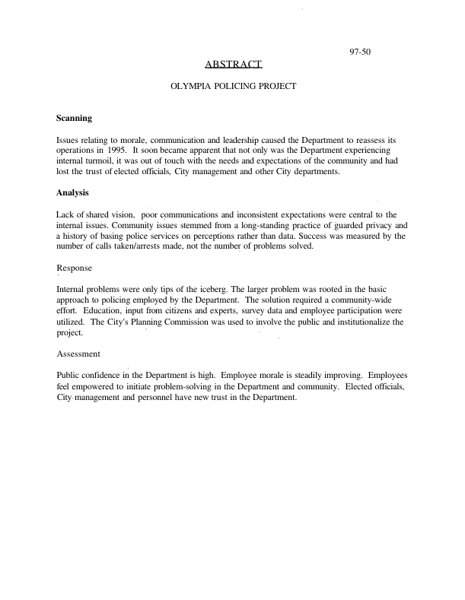 97-50
ABSTRACT
OLYMPIA POLICING PROJECT
Scanning
Issues relating to morale, communication and leadership caused the Department to reassess its
operations in 1995. It soon became apparent that not only was the Department experiencing
internal turmoil, it was out of touch with the needs and expectations of the community and had
lost the trust of elected officials, City management and other City departments.
Analysis
Lack of shared vision, poor communications and inconsistent expectations were central to the
internal issues. Community issues stemmed from a long-standing practice of guarded privacy and
a history of basing police services on perceptions rather than data. Success was measured by the
number of calls taken/arrests made, not the number of problems solved.
Response
Internal problems were only tips of the iceberg. The larger problem was rooted in the basic
approach to policing employed by the Department. The solution required a community-wide
effort. Education, input from citizens and experts, survey data and employee participation were
utilized. The City's Planning Commission was used to involve the public and institutionalize the
project.
Assessment
Public confidence in the Department is high. Employee morale is steadily improving. Employees
feel empowered to initiate problem-solving in the Department and community. Elected officials,
City management and personnel have new trust in the Department.